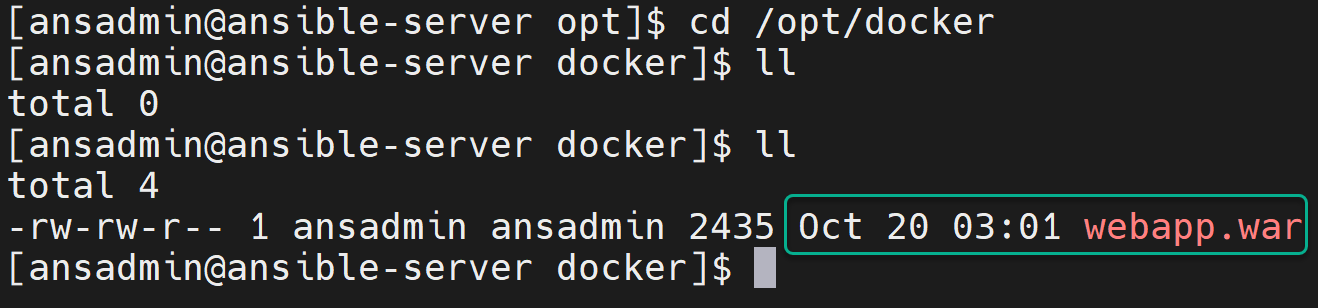 [ansadmin@ansible-server opt]$ cd /opt/docker
[ansadmin@ansible-server docker]$ ll
total 0
[ansadmin@ansible-server docker]$ ll
total 4
-rw-rw-r-- 1 ansadmin ansadmin 2435 Oct 20 03:01 webapp.war
[ansadmin@ansible-server docker]$